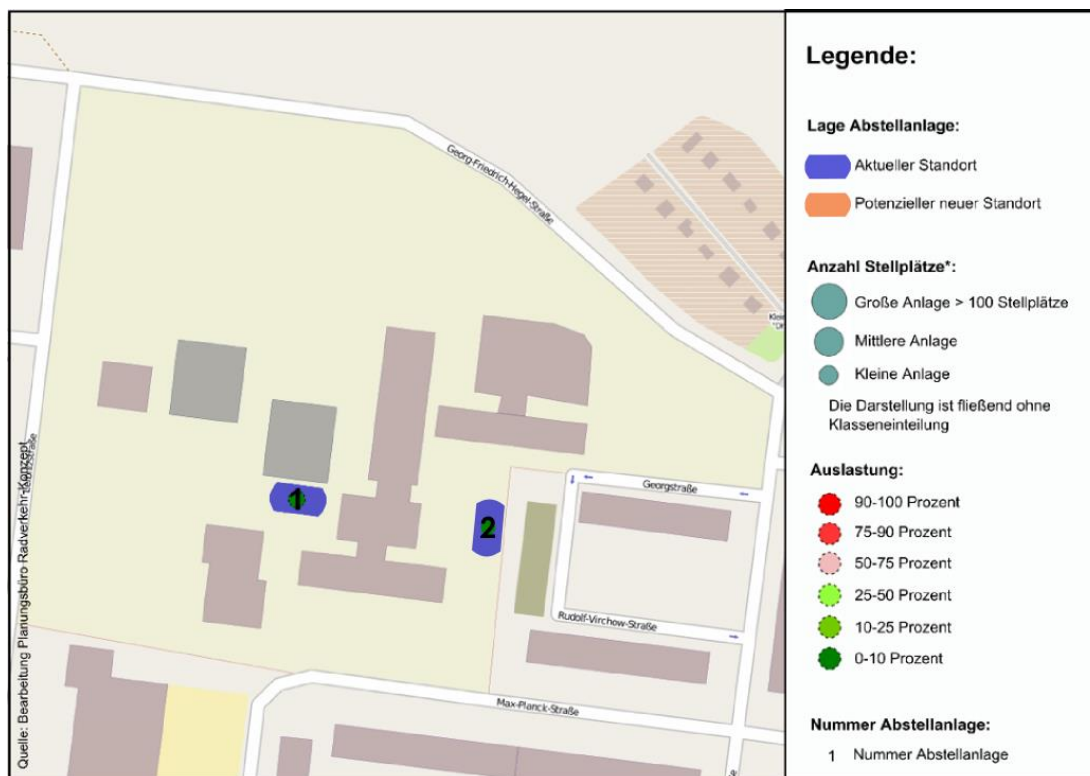 Georg-Friedrich-Hegel-Straße
1
2
Georgstraße
Rudolf-Virchow-Straße
Max-Planck-Straße
Quelle: Bearbeitung Planungsbüro Radverkehr-Konzept
Legende:
Lage Abstellanlage:
Aktueller Standort
Potenzieller neuer Standort
Anzahl Stellplätze*:
Große Anlage > 100 Stellplätze
Mittlere Anlage
Kleine Anlage
Die Darstellung ist fließend ohne
Klasseneinteilung
Auslastung:
90-100 Prozent
75-90 Prozent
50-75 Prozent
25-50 Prozent
10-25 Prozent
0-10 Prozent
Nummer Abstellanlage:
1 Nummer Abstellanlage